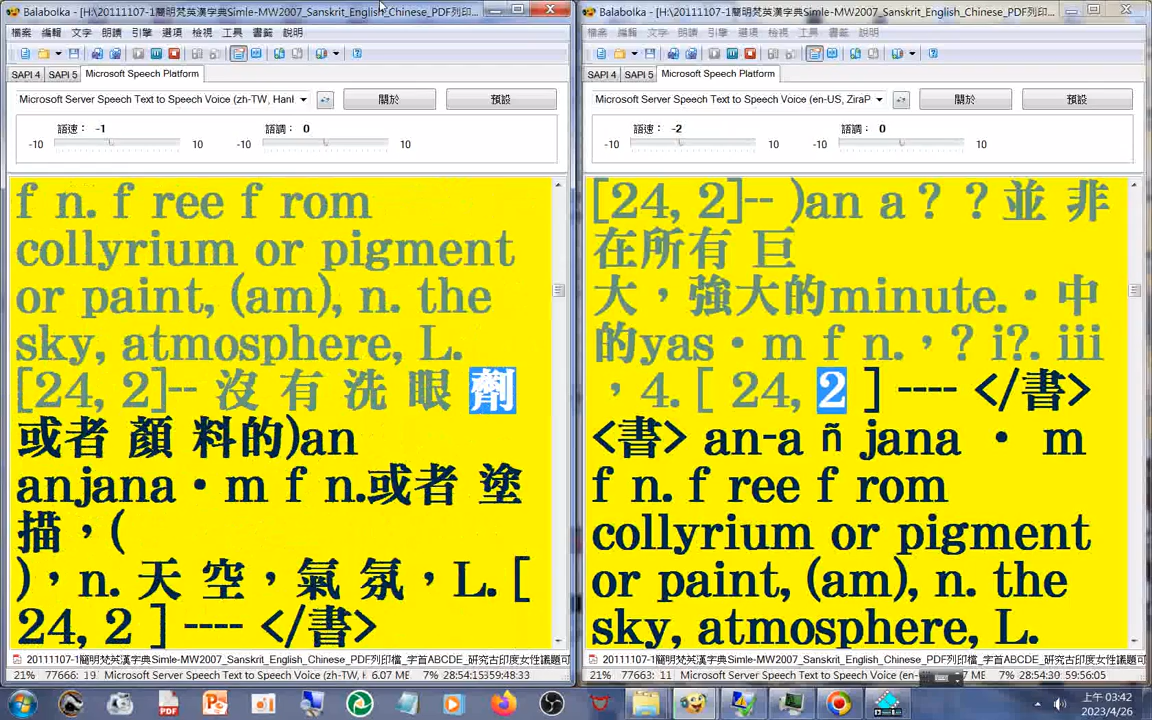 Balabolka - [H:\20111107-1簡明梵英漢字典Simle-MW2007_Sanskrit_English_Chinese_PDF列印...
檔案 編輯 文字 朗讀 引擎 選項 檢視 工具 書籤 說明
SAPI 4 SAPI 5 Microsoft Speech Platform
Microsoft Server Speech Text to Speech Voice (zh-TW, HanH
關於
預設
語速： -1 語調： 0
-10 10 -10 10
f n. f ree f rom
collyrium or pigment
or paint, (am), n. the
sky, atmosphere, L.
[24, 2]-- 沒 有 洗 眼 劑
或者 顏 料的)an
anjana・m f n.或者 塗
描，(
)，n. 天 空，氣 氛，L. [
24, 2 ] ---- </書>
20111107-1簡明梵英漢字典Simle-MW2007_Sanskrit_English_Chinese_PDF列印檔_字首ABCDE_研究古印度女性議題可
21% 77666: 19 Microsoft Server Speech Text to Speech Voice (zh-TW, H 6.07 MB 7% 28:54:15 359:48:33
Balabolka - [H:\20111107-1簡明梵英漢字典Simle-MW2007_Sanskrit_English_Chinese_PDF列印...
檔案 編輯 文字 朗讀 引擎 選項 檢視 工具 書籤 說明
SAPI 4 SAPI 5 Microsoft Speech Platform
Microsoft Server Speech Text to Speech Voice (en-US, ZiraP
關於
預設
語速： -2 語調： 0
-10 10 -10 10
[24, 2]-- )an a？？並 非
在所有 巨
大，強大的minute.・中
的yas・m f n.，? i?. iii
，4. [ 24, 2 ] ---- </書>
<書> an-a ñ jana ・ m
f n. f ree f rom
collyrium or pigment
or paint, (am), n. the
sky, atmosphere, L.
20111107-1簡明梵英漢字典Simle-MW2007_Sanskrit_English_Chinese_PDF列印檔_字首ABCDE_研究古印度女性議題可
21% 77663: 11 Microsoft Server Speech Text to Speech Voice (en-us 7% 28:54:30 59:56:05
上午 03:42
2023/4/26